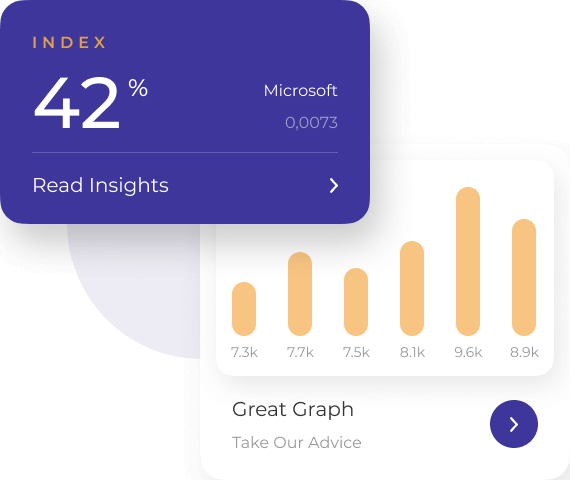 INDEX
42 %
Microsoft
0,0073
Read Insights
7.3k 7.7k 7.5k 8.1k 9.6k 8.9k
Great Graph
Take Our Advice